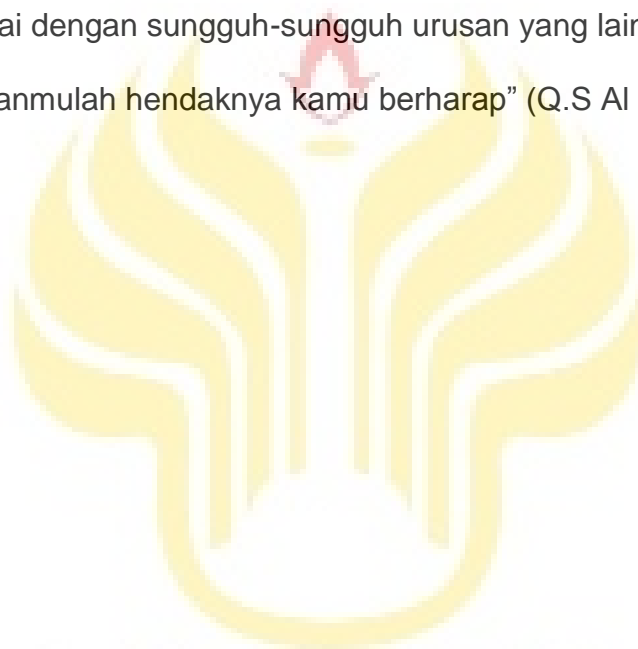 ai dengan sungguh-sungguh urusan yang lain
anmulah hendaknya kamu berharap” (Q.S Al